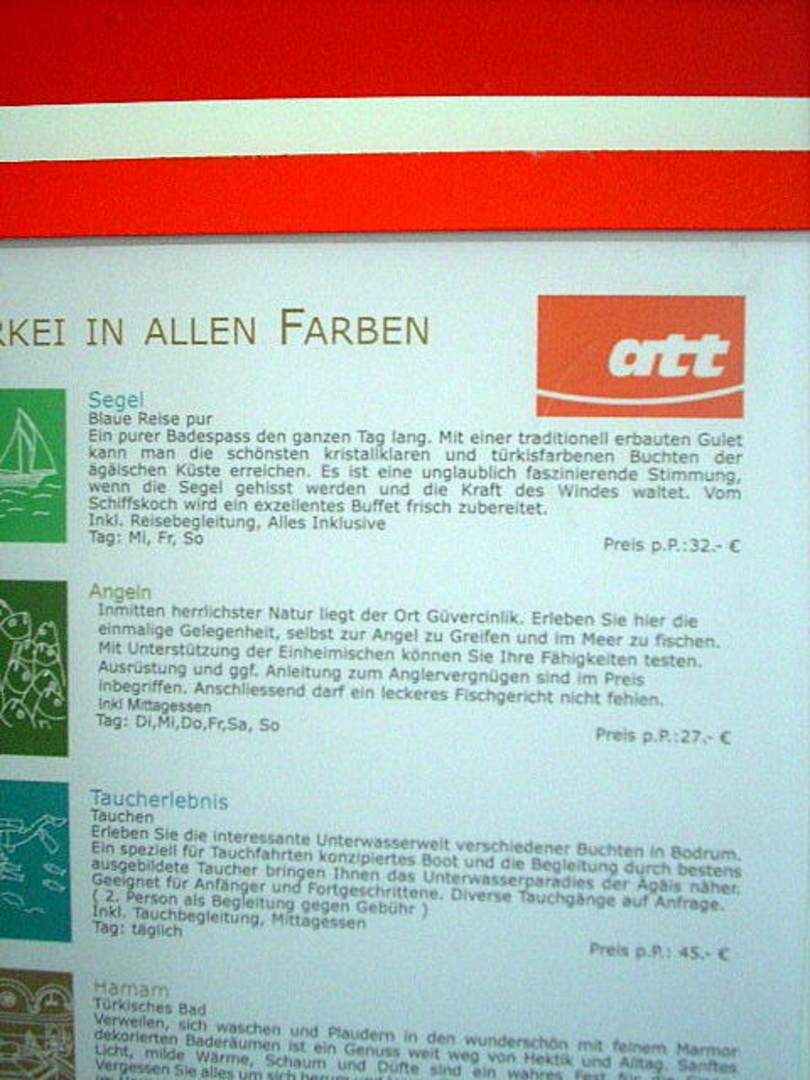 RKEI IN ALLEN FARBEN
att
Segel
Blaue Reise pur
Ein purer Badespass den ganzen Tag lang. Mit einer traditionell erbauten Gulet
kann man die schönsten kristallklaren und türkisfarbenen Buchten der
ägäischen Küste erreichen. Es ist eine unglaublich faszinierende Stimmung,
wenn die Segel gehisst werden und die Kraft des Windes waltet. Vom
Schiffskoch wird ein exzellentes Buffet frisch zubereitet.
Inkl. Reisebegleitung, Alles Inklusive
Tag: Mi, Fr, So
Preis p.P.:32.- €
Angeln
Inmitten herrlichster Natur liegt der Ort Güvercinlik. Erleben Sie hier die
einmalige Gelegenheit, selbst zur Angel zu Greifen und im Meer zu fischen.
Mit Unterstützung der Einheimischen können Sie Ihre Fähigkeiten testen.
Ausrüstung und ggf. Anleitung zum Anglervergnügen sind im Preis
inbegriffen. Anschliessend darf ein leckeres Fischgericht nicht fehlen.
Inkl Mittagessen
Tag: Di,Mi,Do,Fr,Sa, So
Preis p.P.:27.- €
Taucherlebnis
Tauchen
Erleben Sie die interessante Unterwasserwelt verschiedener Buchten in Bodrum.
Ein speziell für Tauchfahrten konzipiertes Boot und die Begleitung durch bestens
ausgebildete Taucher bringen Ihnen das Unterwasserparadies der Ägäis näher.
Geeignet für Anfänger und Fortgeschrittene. Diverse Tauchgänge auf Anfrage.
( 2. Person als Begleitung gegen Gebühr )
Inkl. Tauchbegleitung, Mittagessen
Tag: täglich
Preis p.P.: 45.- €
Hamam
Türkisches Bad
Verweilen, sich waschen und Plaudern in den wunderschön mit feinem Marmor
dekorierten Baderäumen ist ein Genuss weit weg von Hektik und Alltag. Sanftes
Licht, milde Wärme, Schaum und Düfte sind ein wahres Fest
Vergessen Sie alles um sich herum und